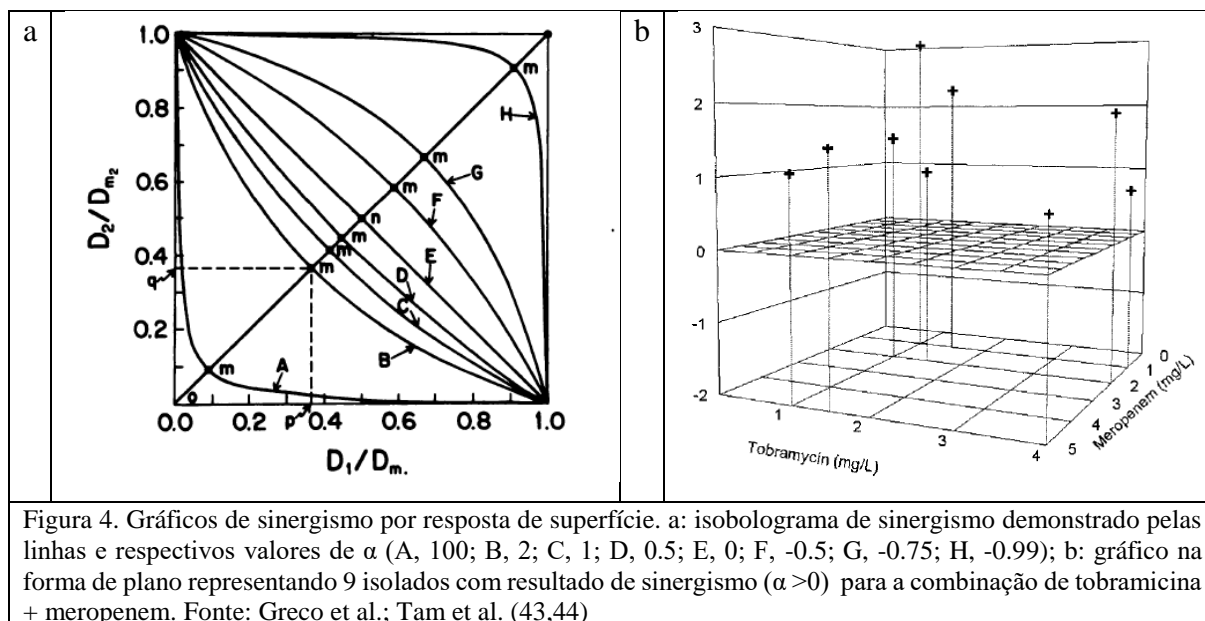 a
1.0
0.8
0.6
0.4
0.2
D₂/Dₘ₂
q
m
H
m
G
m
F
n
m
m
m
E
D
C
B
m
A
o
p
0.0 0.2 0.4 0.6 0.8 1.0
D₁/Dₘ.
b
3
2
1
0
-1
-2
1
2
3
4
Tobramycin (mg/L)
0
1
2
3
4
5
Meropenem (mg/L)
Figura 4. Gráficos de sinergismo por resposta de superfície. a: isobolograma de sinergismo demonstrado pelas
linhas e respectivos valores de α (A, 100; B, 2; C, 1; D, 0.5; E, 0; F, -0.5; G, -0.75; H, -0.99); b: gráfico na
forma de plano representando 9 isolados com resultado de sinergismo (α >0) para a combinação de tobramicina
+ meropenem. Fonte: Greco et al.; Tam et al. (43,44)